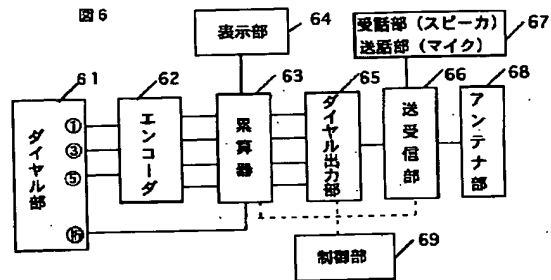 図6
表示部
64
受話部（スピーカ）
送話部（マイク）
67
61
62
63
65
66
68
ダイヤル部
①
③
⑤
桁
エンコーダ
累算器
ダイヤル出力部
送受信部
アンテナ部
制御部
69